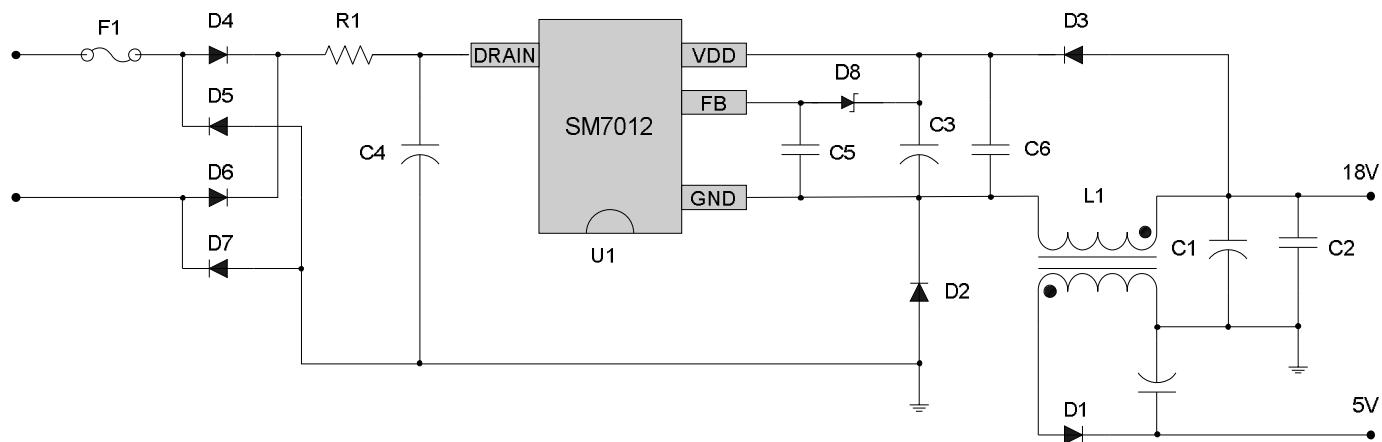 F1
D4
R1
DRAIN
VDD
D3
D5
D8
FB
SM7012
C4
C5
C3
C6
D6
GND
L1
18V
D7
U1
C1
C2
D2
D1
5V